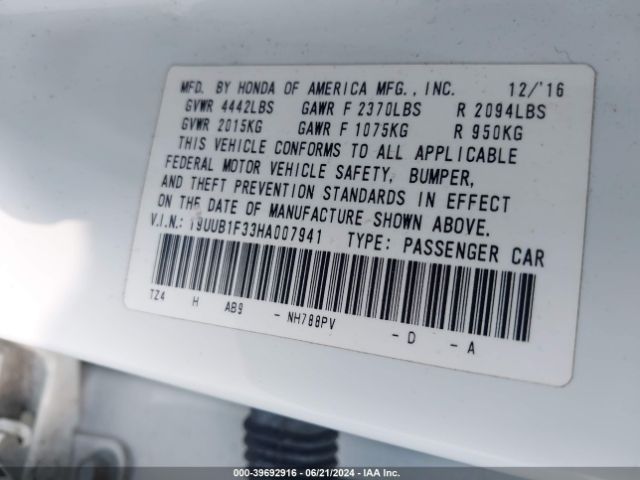 MFD. BY HONDA OF AMERICA MFG., INC. 12/'16
GVWR 4442LBS GAWR F 2370LBS R 2094LBS
GVWR 2015KG GAWR F 1075KG R 950KG
THIS VEHICLE CONFORMS TO ALL APPLICABLE
FEDERAL MOTOR VEHICLE SAFETY, BUMPER,
AND THEFT PREVENTION STANDARDS IN EFFECT
ON THE DATE OF MANUFACTURE SHOWN ABOVE.
V.I.N.: 19UUB1F33HA007941 TYPE: PASSENGER CAR
TZ4 H AB9 - NH788PV - D - A
000-39692916 - 06/21/2024 - IAA Inc.